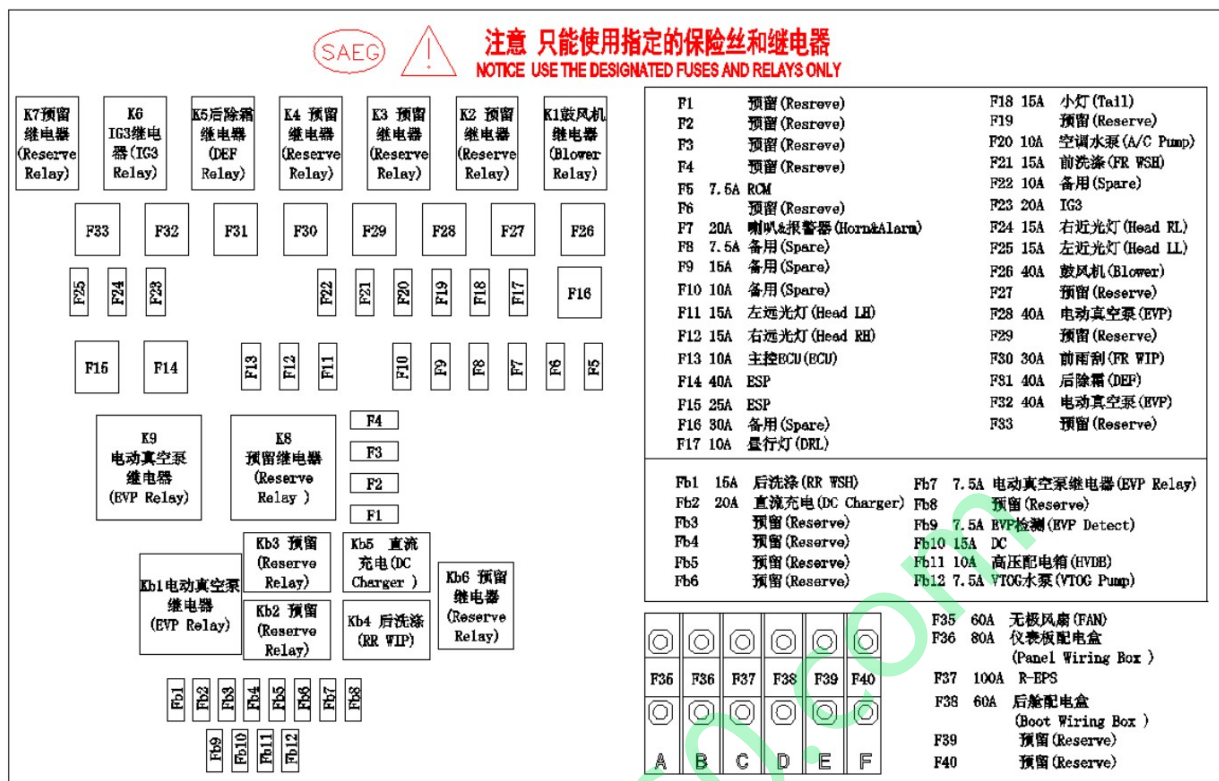 SAEG
注意 只能使用指定的保险丝和继电器
NOTICE USE THE DESIGNATED FUSES AND RELAYS ONLY
K7预留
继电器
(Reserve
Relay)
K6
IG3继电
器(IG3
Relay)
K5后除霜
继电器
(DEF
Relay)
K4 预留
继电器
(Reserve
Relay)
K3 预留
继电器
(Reserve
Relay)
K2 预留
继电器
(Reserve
Relay)
K1鼓风机
继电器
(Blower
Relay)
F33 F32 F31 F30 F29 F28 F27 F26
F25 F24 F23 F22 F21 F20 F19 F18 F17 F16
F15 F14 F13 F12 F11 F10 F9 F8 F7 F6 F5
K9
电动真空泵
继电器
(EVP Relay)
K8
预留继电器
(Reserve
Relay )
F4
F3
F2
F1
Kb1电动真空泵
继电器
(EVP Relay)
Kb3 预留
(Reserve
Relay)
Kb2 预留
(Reserve
Relay)
Kb5 直流
充电(DC
Charger )
Kb4 后洗涤
(RR WIP)
Kb6 预留
继电器
(Reserve
Relay)
Fb1 Fb2 Fb3 Fb4 Fb5 Fb6 Fb7 Fb8
Fb9 Fb10 Fb11 Fb12
F1 预留(Resreve)
F2 预留(Resreve)
F3 预留(Resreve)
F4 预留(Resreve)
F5 7.5A RCM
F6 预留(Resreve)
F7 20A 喇叭&报警器(Horn&Alarm)
F8 7.5A 备用(Spare)
F9 15A 备用(Spare)
F10 10A 备用(Spare)
F11 15A 左远光灯(Head LH)
F12 15A 右远光灯(Head RH)
F13 10A 主控ECU(ECU)
F14 40A ESP
F15 25A ESP
F16 30A 备用(Spare)
F17 10A 昼行灯(DRL)
F18 15A 小灯(Tail)
F19 预留(Reserve)
F20 10A 空调水泵(A/C Pump)
F21 15A 前洗涤(FR WSH)
F22 10A 备用(Spare)
F23 20A IG3
F24 15A 右近光灯(Head RL)
F25 15A 左近光灯(Head LL)
F26 40A 鼓风机(Blower)
F27 预留(Reserve)
F28 40A 电动真空泵(EVP)
F29 预留(Reserve)
F30 30A 前雨刮(FR WIP)
F31 40A 后除霜(DEF)
F32 40A 电动真空泵(EVP)
F33 预留(Reserve)
Fb1 15A 后洗涤(RR WSH)
Fb2 20A 直流充电(DC Charger)
Fb3 预留(Reserve)
Fb4 预留(Reserve)
Fb5 预留(Reserve)
Fb6 预留(Reserve)
Fb7 7.5A 电动真空泵继电器(EVP Relay)
Fb8 预留(Reserve)
Fb9 7.5A EVP检测(EVP Detect)
Fb10 15A DC
Fb11 10A 高压配电箱(HVDB)
Fb12 7.5A VTOG水泵(VTOG Pump)
F35 F36 F37 F38 F39 F40
A B C D E F
F35 60A 无极风扇(FAN)
F36 80A 仪表板配电盒
(Panel Wiring Box )
F37 100A R-EPS
F38 60A 后舱配电盒
(Boot Wiring Box )
F39 预留(Reserve)
F40 预留(Reserve)